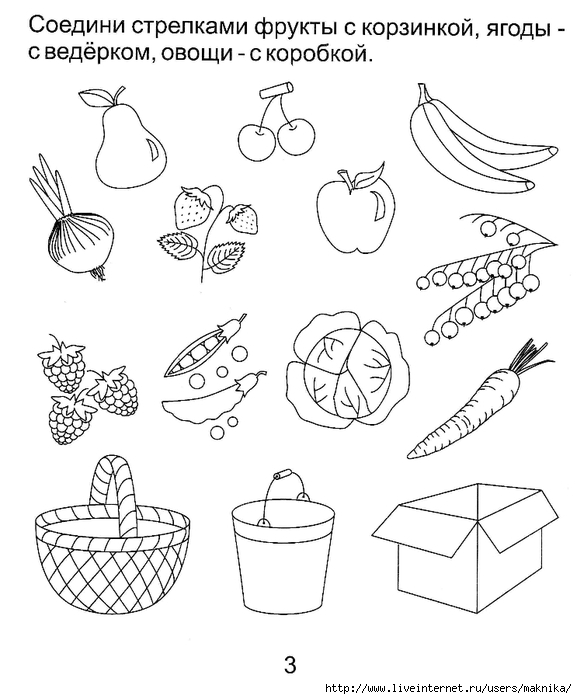 Соедини стрелками фрукты с корзинкой, ягоды -
с ведёрком, овощи - с коробкой.
3
http://www.liveinternet.ru/users/maknika/